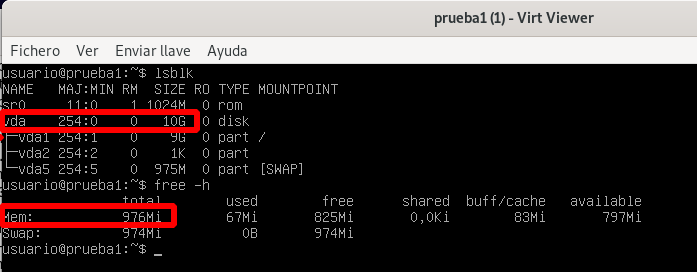 prueba1 (1) - Virt Viewer
Fichero Ver Enviar llave Ayuda
usuario@prueba1:~$ lsblk
NAME   MAJ:MIN RM  SIZE RO TYPE MOUNTPOINT
sr0     11:0    1 1024M  0 rom
vda    254:0    0   10G  0 disk
├─vda1 254:1    0    9G  0 part /
├─vda2 254:2    0    1K  0 part
└─vda5 254:5    0  975M  0 part [SWAP]
usuario@prueba1:~$ free -h
              total        used        free      shared  buff/cache   available
Mem:          976Mi        67Mi       825Mi       0,0Ki        83Mi       797Mi
Swap:         974Mi          0B       974Mi
usuario@prueba1:~$ _